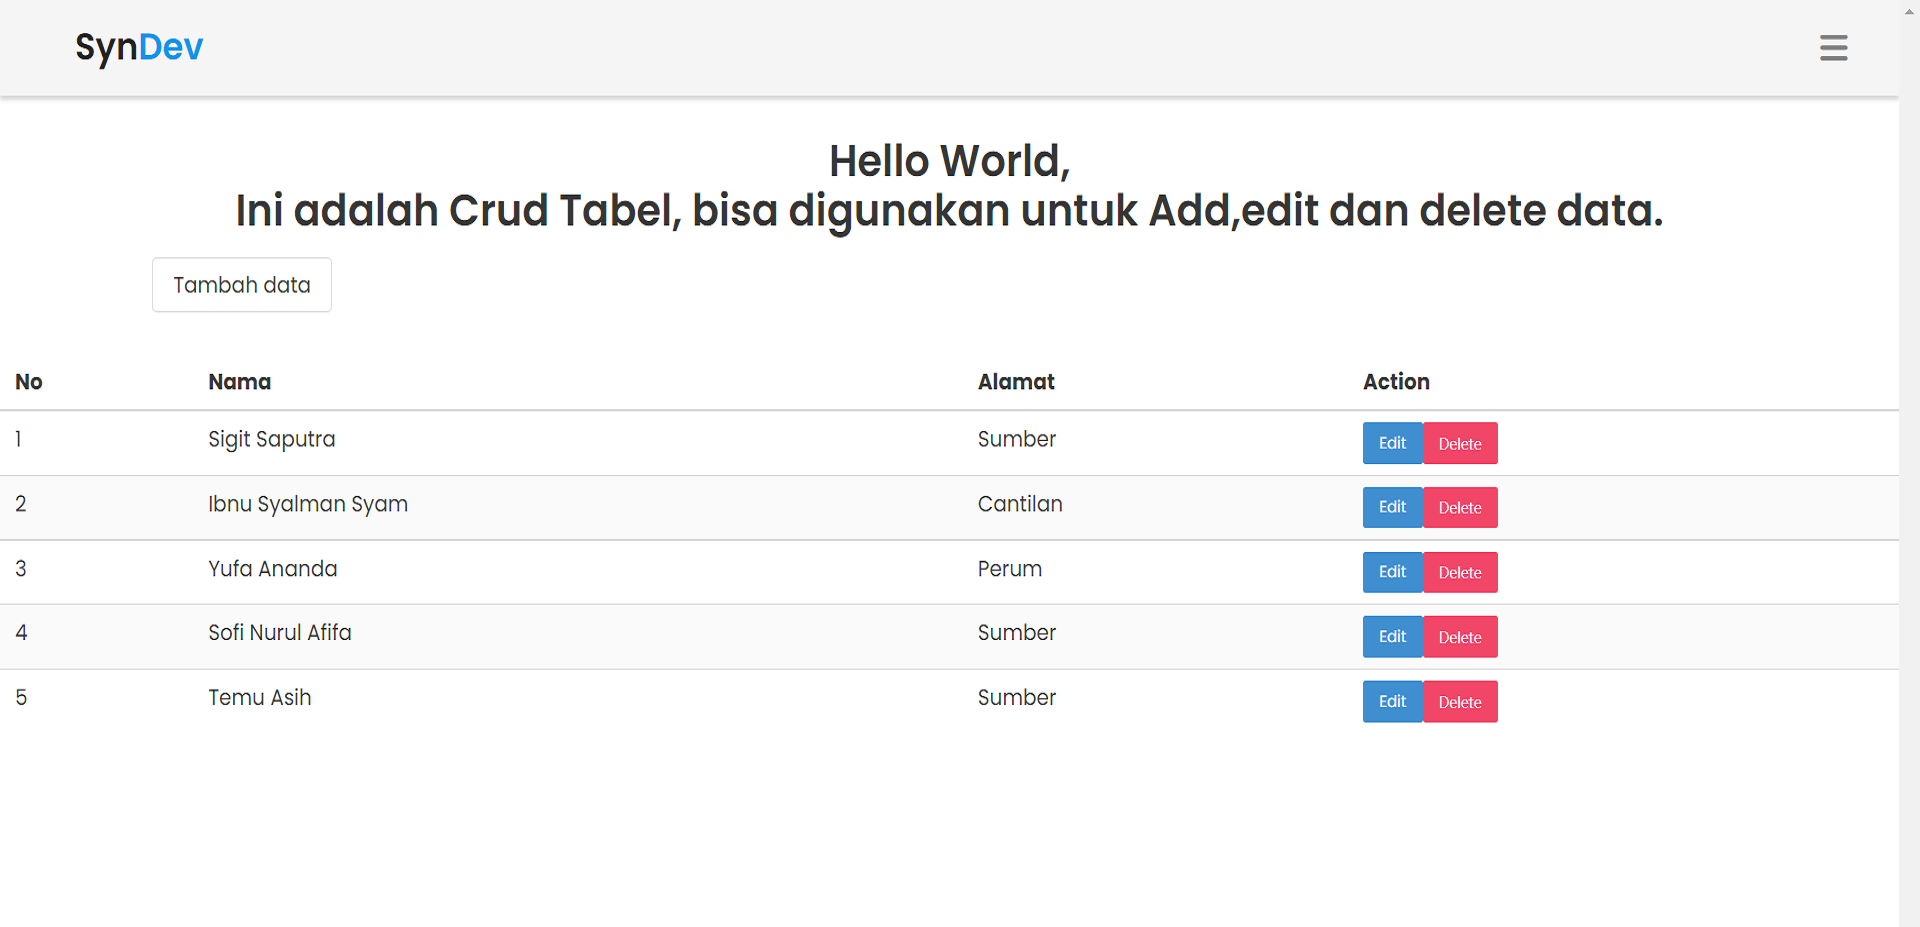 SynDev
Hello World,
Ini adalah Crud Tabel, bisa digunakan untuk Add,edit dan delete data.
Tambah data
No Nama Alamat Action
1 Sigit Saputra Sumber Edit Delete
2 Ibnu Syalman Syam Cantilan Edit Delete
3 Yufa Ananda Perum Edit Delete
4 Sofi Nurul Afifa Sumber Edit Delete
5 Temu Asih Sumber Edit Delete